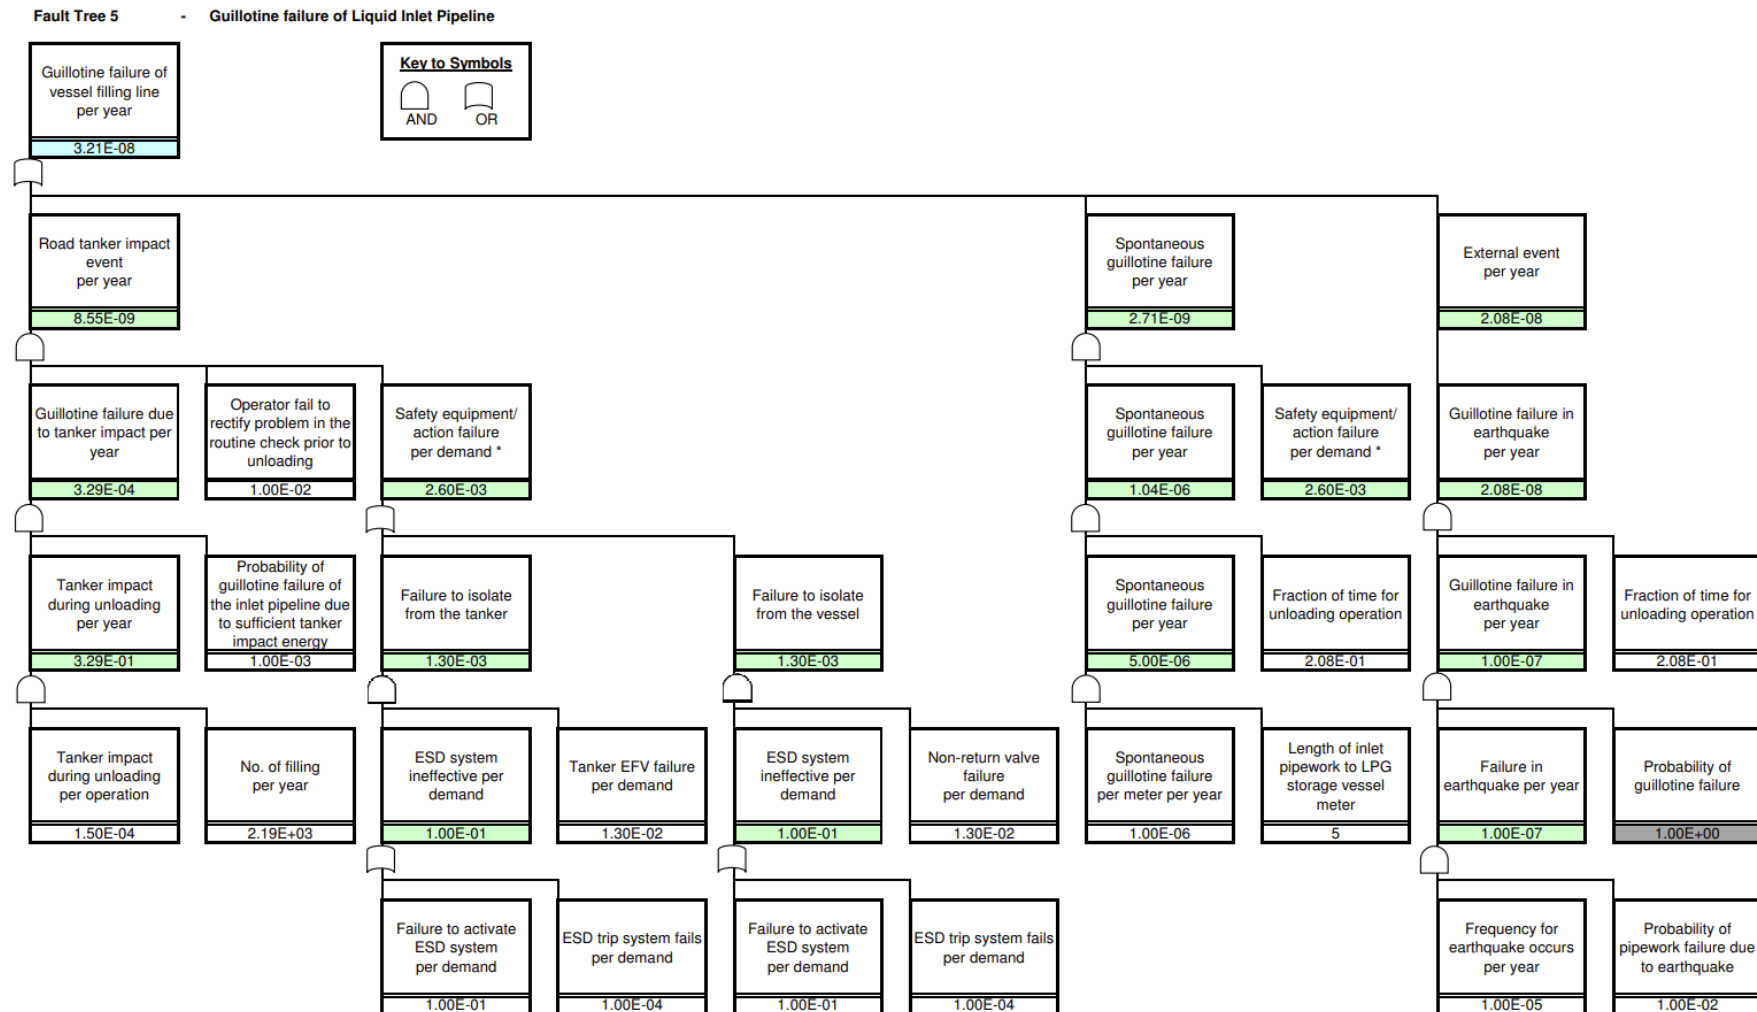 Fault Tree 5 - Guillotine failure of Liquid Inlet Pipeline
Guillotine failure of
vessel filling line
per year
3.21E-08
Key to Symbols
AND OR
Road tanker impact
event
per year
8.55E-09
Spontaneous
guillotine failure
per year
2.71E-09
External event
per year
2.08E-08
Guillotine failure due
to tanker impact per
year
3.29E-04
Operator fail to
rectify problem in the
routine check prior to
unloading
1.00E-02
Safety equipment/
action failure
per demand *
2.60E-03
Spontaneous
guillotine failure
per year
1.04E-06
Safety equipment/
action failure
per demand *
2.60E-03
Guillotine failure in
earthquake
per year
2.08E-08
Tanker impact
during unloading
per year
3.29E-01
Probability of
guillotine failure of
the inlet pipeline due
to sufficient tanker
impact energy
1.00E-03
Failure to isolate
from the tanker
1.30E-03
Failure to isolate
from the vessel
1.30E-03
Spontaneous
guillotine failure
per year
5.00E-06
Fraction of time for
unloading operation
2.08E-01
Guillotine failure in
earthquake
per year
1.00E-07
Fraction of time for
unloading operation
2.08E-01
Tanker impact
during unloading
per operation
1.50E-04
No. of filling
per year
2.19E+03
ESD system
ineffective per
demand
1.00E-01
Tanker EFV failure
per demand
1.30E-02
ESD system
ineffective per
demand
1.00E-01
Non-return valve
failure
per demand
1.30E-02
Spontaneous
guillotine failure
per meter per year
1.00E-06
Length of inlet
pipework to LPG
storage vessel
meter
5
Failure in
earthquake per year
1.00E-07
Probability of
guillotine failure
1.00E+00
Failure to activate
ESD system
per demand
1.00E-01
ESD trip system fails
per demand
1.00E-04
Failure to activate
ESD system
per demand
1.00E-01
ESD trip system fails
per demand
1.00E-04
Frequency for
earthquake occurs
per year
1.00E-05
Probability of
pipework failure due
to earthquake
1.00E-02